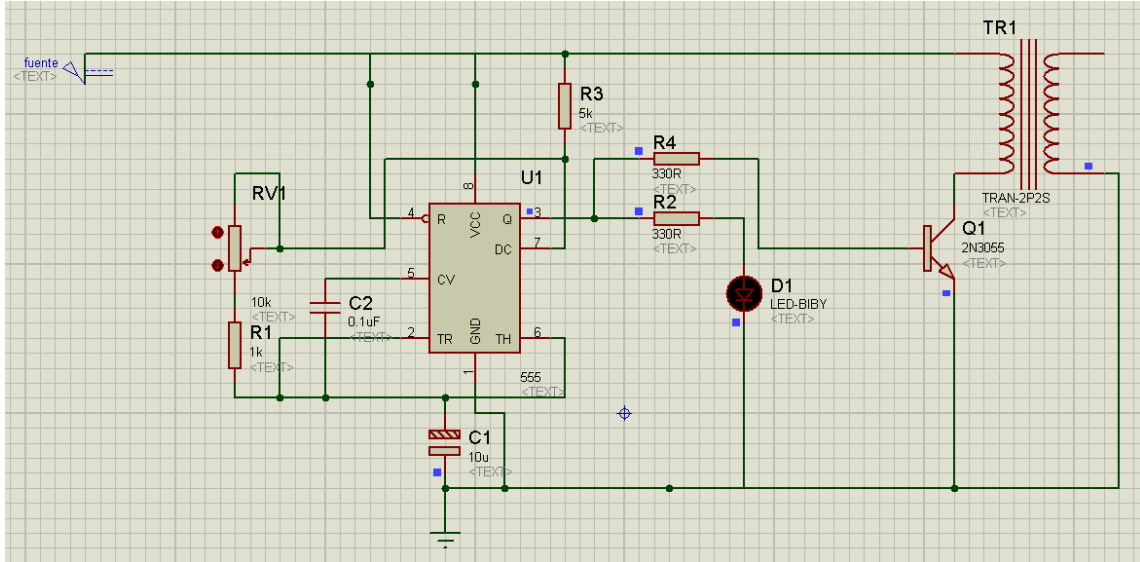 TR1
fuente
<TEXT>
R3
5k
<TEXT>
R4
330R
<TEXT>
U1
RV1
8
4
R
VCC
Q
3
R2
330R
<TEXT>
TRAN-2P2S
<TEXT>
DC
7
Q1
2N3055
<TEXT>
5
CV
10k
<TEXT>
C2
0.1uF
<TEXT>
D1
LED-BIBY
<TEXT>
R1
1k
<TEXT>
2
TR
GND
TH
6
1
555
<TEXT>
C1
10u
<TEXT>